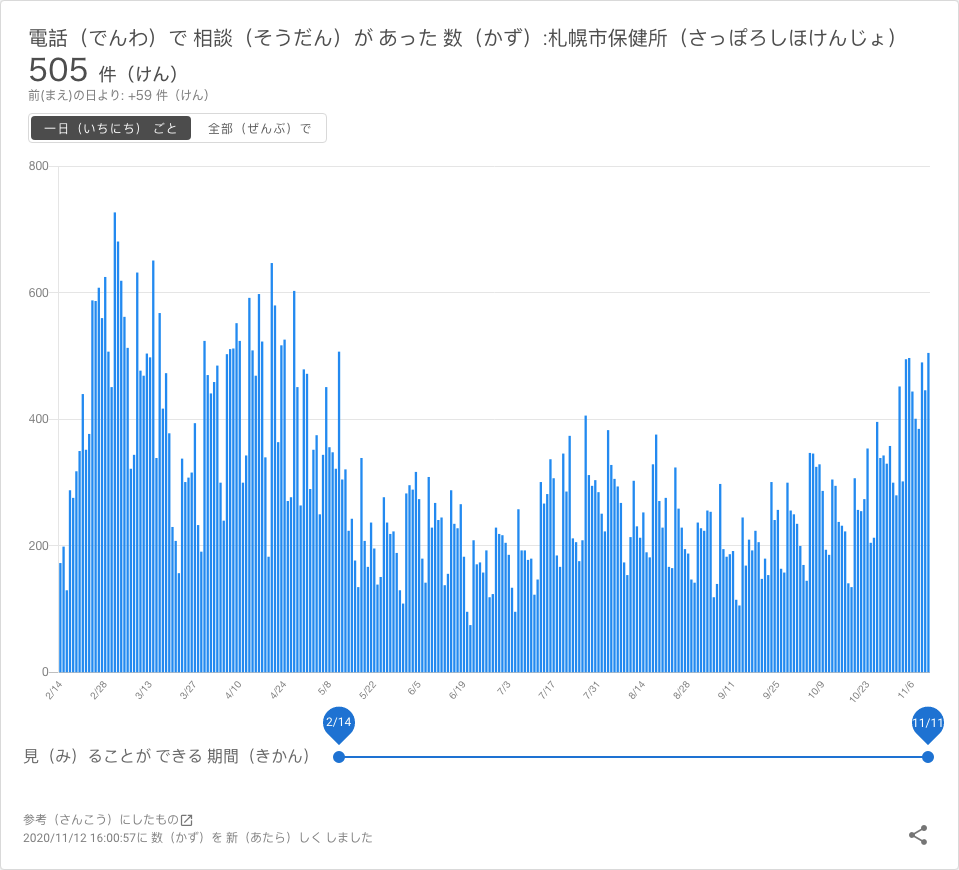 電話（でんわ）で 相談（そうだん）が あった 数（かず）:札幌市保健所（さっぽろしほけんじょ）
505 件（けん）
前(まえ)の日より: +59 件（けん）
一日（いちにち） ごと 全部（ぜんぶ）で
800
600
400
200
0
2/14 2/28 3/13 3/27 4/10 4/24 5/8 5/22 6/5 6/19 7/3 7/17 7/31 8/14 8/28 9/11 9/25 10/9 10/23 11/6
2/14 11/11
見（み）ることが できる 期間（きかん）
参考（さんこう）にしたもの
2020/11/12 16:00:57に 数（かず）を 新（あたら）しく しました